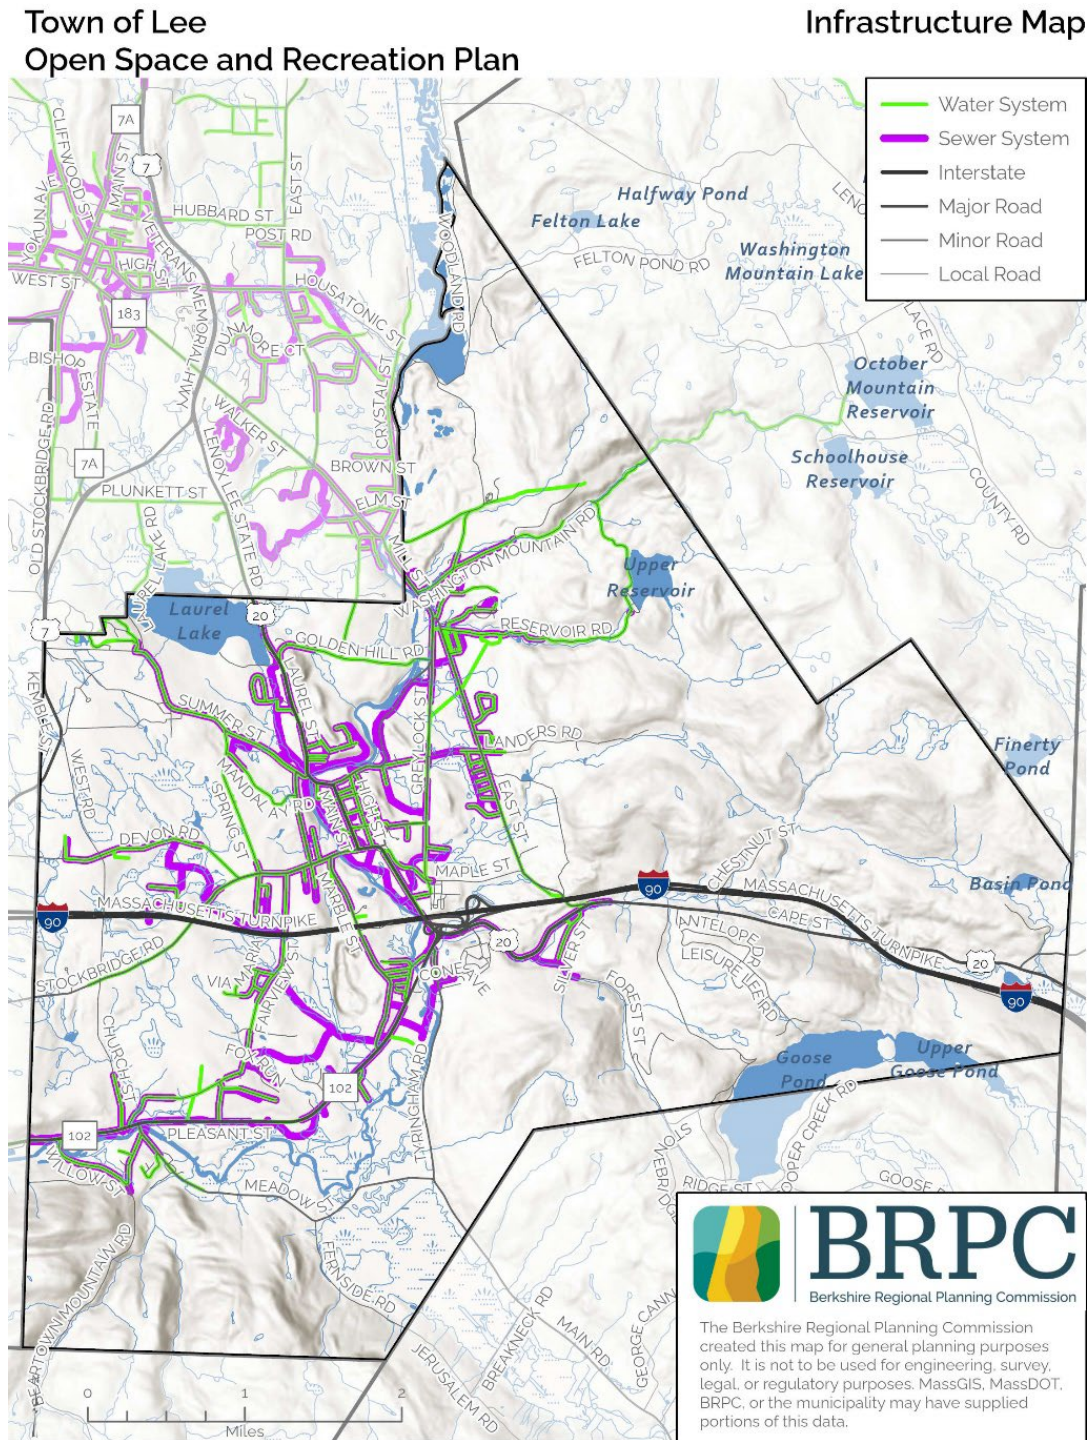 Town of Lee
Open Space and Recreation Plan
Infrastructure Map
Water System
Sewer System
Interstate
Major Road
Minor Road
Local Road
7A
7
CLIFFWOOD ST
MAIN ST
EAST ST
YOKUN AVE
HUBBARD ST
POST RD
VETERANS MEMORIAL HWY
HIGH ST
WEST ST
HOUSATONIC ST
183
WOODLAND RD
Halfway Pond
Felton Lake
FELTON POND RD
Washington
Mountain Lake
LACE RD
October
Mountain
Reservoir
BISHOP ESTATE
CRYSTAL ST
WALKER ST
LENOX LEE STATE RD
7A
OLD STOCKBRIDGE RD
PLUNKETT ST
BROWN ST
ELM ST
MILL ST
Schoolhouse
Reservoir
COUNTY RD
LAUREL LAKE RD
WASHINGTON MOUNTAIN RD
Upper
Reservoir
Laurel
Lake
20
7
RESERVOIR RD
GOLDEN HILL RD
KEMBLE ST
LAUREL ST
SUMMER ST
GREYLOCK ST
LANDERS RD
Finerty
Pond
WEST RD
MANDALAY RD
SPRING ST
MAIN ST
HIGH ST
EAST ST
DEVON RD
MAPLE ST
CHESTNUT ST
90
MASSACHUSETTS TURNPIKE
Basin Pond
90
MASSACHUSETTS TURNPIKE
MARBLE ST
CAPE ST
ANTELOPE RD
LEISURE LEE RD
20
20
STOCKBRIDGE RD
SILVER ST
FOREST ST
90
FAIRVIEW ST
CHURCH ST
FOX RUN
TYRINGHAM RD
Goose
Pond
Upper
Goose Pond
102
102
PLEASANT ST
WILLOW ST
MEADOW ST
RIDGE ST
BEARTOWN MOUNTAIN RD
FERNSIDE RD
JERUSALEM RD
BREAKNECK RD
MAIN RD
0
1
2
Miles
BRPC
Berkshire Regional Planning Commission
The Berkshire Regional Planning Commission
created this map for general planning purposes
only. It is not to be used for engineering, survey,
legal, or regulatory purposes. MassGIS, MassDOT,
BRPC, or the municipality may have supplied
portions of this data.